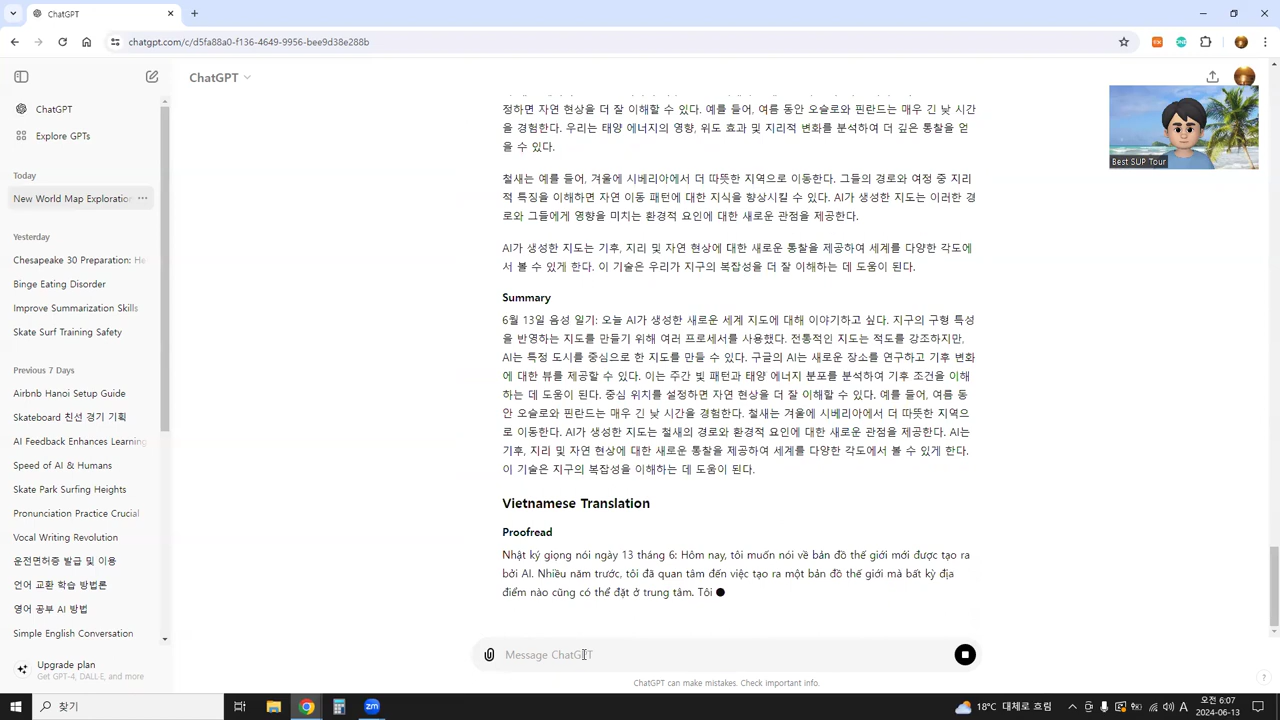 ChatGPT
chatgpt.com/c/d5fa88a0-f136-4649-9956-bee9d38e288b
ChatGPT
Explore GPTs
Today
New World Map Exploration
Yesterday
Chesapeake 30 Preparation: He
Binge Eating Disorder
Improve Summarization Skills
Skate Surf Training Safety
Previous 7 Days
Airbnb Hanoi Setup Guide
Skateboard 친선 경기 기획
AI Feedback Enhances Learning
Speed of AI & Humans
Skate Park Surfing Heights
Pronunciation Practice Crucial
Vocal Writing Revolution
운전면허증 발급 및 이용
언어 교환 학습 방법론
영어 공부 AI 방법
Simple English Conversation
Upgrade plan
Get GPT-4, DALL·E, and more
ChatGPT
정하면 자연 현상을 더 잘 이해할 수 있다. 예를 들어, 여름 동안 오슬로와 핀란드는 매우 긴 낮 시간
을 경험한다. 우리는 태양 에너지의 영향, 위도 효과 및 지리적 변화를 분석하여 더 깊은 통찰을 얻
을 수 있다.
철새는 예를 들어, 겨울에 시베리아에서 더 따뜻한 지역으로 이동한다. 그들의 경로와 여정 중 지리
적 특징을 이해하면 자연 이동 패턴에 대한 지식을 향상시킬 수 있다. AI가 생성한 지도는 이러한 경
로와 그들에게 영향을 미치는 환경적 요인에 대한 새로운 관점을 제공한다.
AI가 생성한 지도는 기후, 지리 및 자연 현상에 대한 새로운 통찰을 제공하여 세계를 다양한 각도에
서 볼 수 있게 한다. 이 기술은 우리가 지구의 복잡성을 더 잘 이해하는 데 도움이 된다.
Summary
6월 13일 음성 일기: 오늘 AI가 생성한 새로운 세계 지도에 대해 이야기하고 싶다. 지구의 구형 특성
을 반영하는 지도를 만들기 위해 여러 프로세서를 사용했다. 전통적인 지도는 적도를 강조하지만,
AI는 특정 도시를 중심으로 한 지도를 만들 수 있다. 구글의 AI는 새로운 장소를 연구하고 기후 변화
에 대한 뷰를 제공할 수 있다. 이는 주간 빛 패턴과 태양 에너지 분포를 분석하여 기후 조건을 이해
하는 데 도움이 된다. 중심 위치를 설정하면 자연 현상을 더 잘 이해할 수 있다. 예를 들어, 여름 동
안 오슬로와 핀란드는 매우 긴 낮 시간을 경험한다. 철새는 겨울에 시베리아에서 더 따뜻한 지역으
로 이동한다. AI가 생성한 지도는 철새의 경로와 환경적 요인에 대한 새로운 관점을 제공한다. AI는
기후, 지리 및 자연 현상에 대한 새로운 통찰을 제공하여 세계를 다양한 각도에서 볼 수 있게 한다.
이 기술은 지구의 복잡성을 이해하는 데 도움이 된다.
Vietnamese Translation
Proofread
Nhật ký giọng nói ngày 13 tháng 6: Hôm nay, tôi muốn nói về bản đồ thế giới mới được tạo ra
bởi AI. Nhiều năm trước, tôi đã quan tâm đến việc tạo ra một bản đồ thế giới mà bất kỳ địa
điểm nào cũng có thể đặt ở trung tâm. Tôi
Message ChatGPT
ChatGPT can make mistakes. Check important info.
Best SUP Tour
찾기
18°C 대체로 흐림
A
오전 6:07
2024-06-13